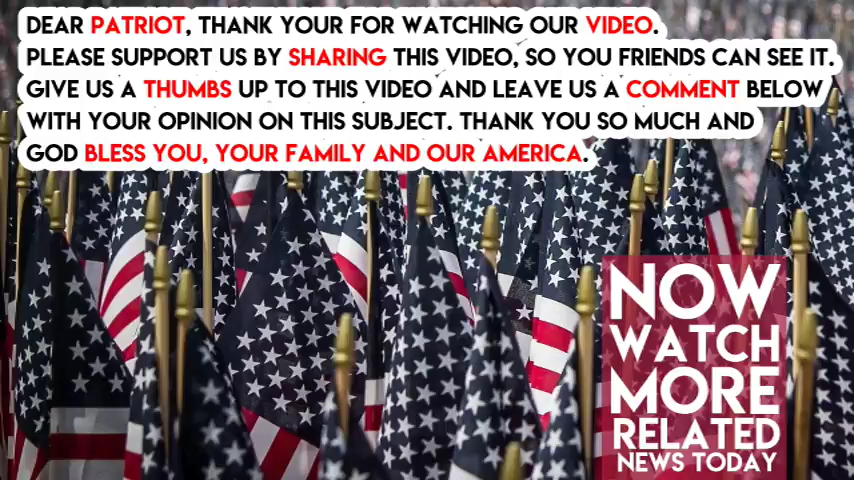 DEAR PATRIOT, THANK YOUR FOR WATCHING OUR VIDEO.
PLEASE SUPPORT US BY SHARING THIS VIDEO, SO YOU FRIENDS CAN SEE IT.
GIVE US A THUMBS UP TO THIS VIDEO AND LEAVE US A COMMENT BELOW
WITH YOUR OPINION ON THIS SUBJECT. THANK YOU SO MUCH AND
GOD BLESS YOU, YOUR FAMILY AND OUR AMERICA.
NOW
WATCH
MORE
RELATED
NEWS TODAY